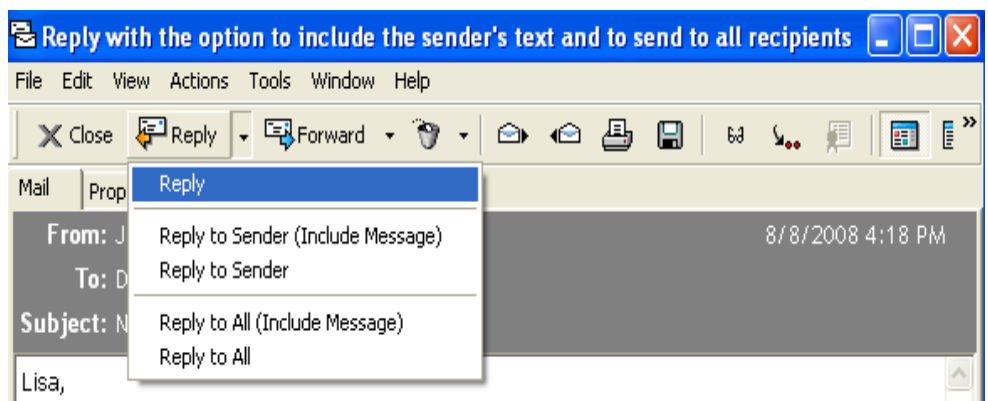 Reply with the option to include the sender's text and to send to all recipients
File Edit View Actions Tools Window Help
Close Reply Forward
Mail Prop
Reply
From: J
8/8/2008 4:18 PM
Reply to Sender (Include Message)
To: D
Reply to Sender
Subject: N
Reply to All (Include Message)
Reply to All
Lisa,